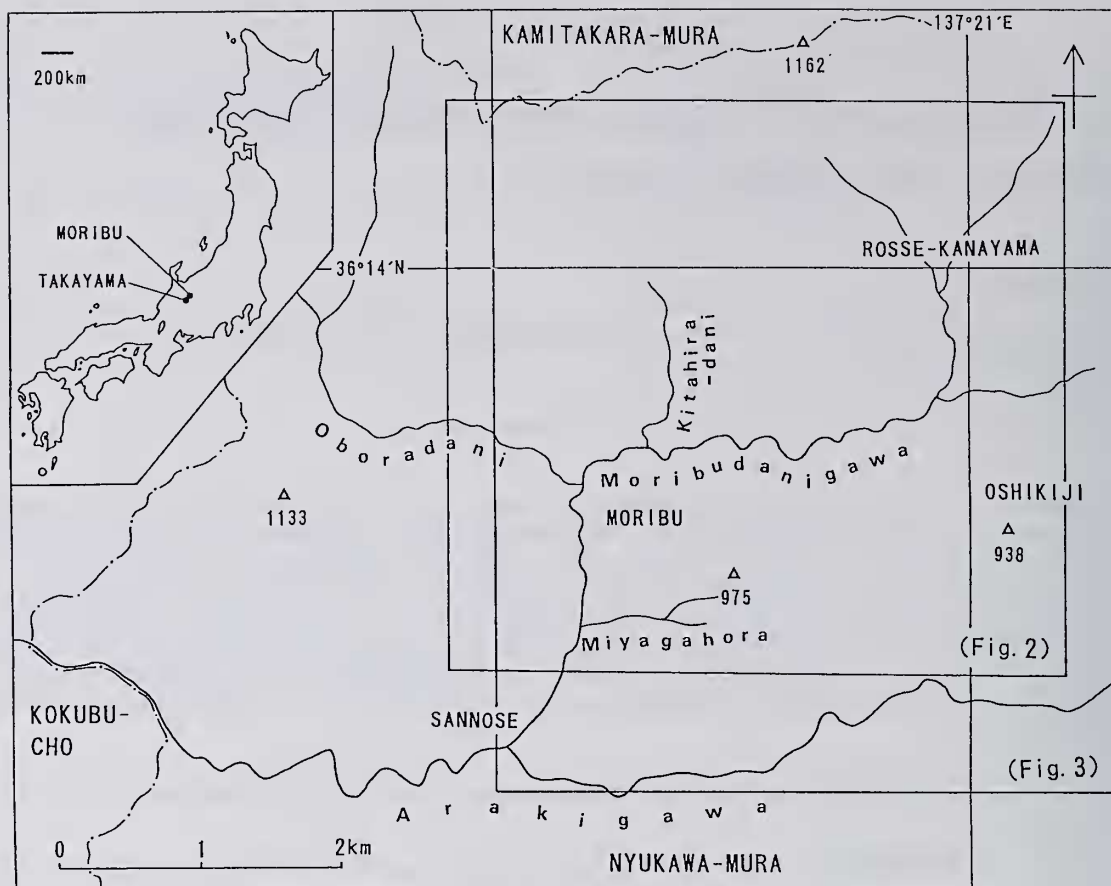 200km
MORIBU
TAKAYAMA
KAMITAKARA-MURA
1162
137°21′E
36°14′N
ROSSE-KANAYAMA
Kitahira
-dani
Oboradani
Moribudanigawa
1133
MORIBU
OSHIKIJI
938
975
Miyagahora
(Fig. 2)
KOKUBU-
CHO
SANNOSE
(Fig. 3)
Arakigawa
0 1 2km
NYUKAWA-MURA